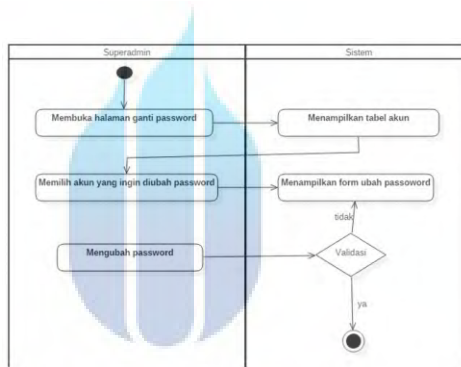 Superadmin
Sistem
Membuka halaman ganti password
Menampilkan tabel akun
Memilih akun yang ingin diubah password
Menampilkan form ubah passoword
tidak
Mengubah password
Validasi
ya